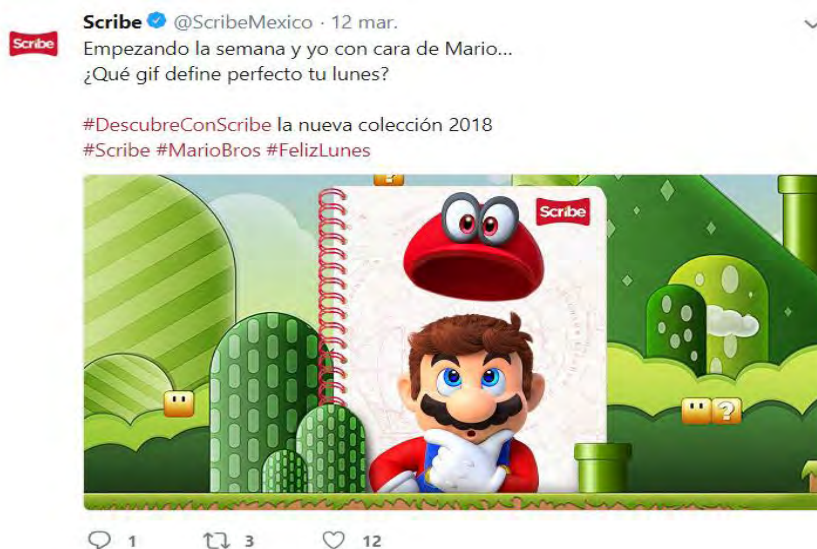 Scribe @ScribeMexico · 12 mar.
Scribe
Empezando la semana y yo con cara de Mario...
¿Qué gif define perfecto tu lunes?
#DescubreConScribe la nueva colección 2018
#Scribe #MarioBros #FelizLunes
?
Scribe
?
1 3 12